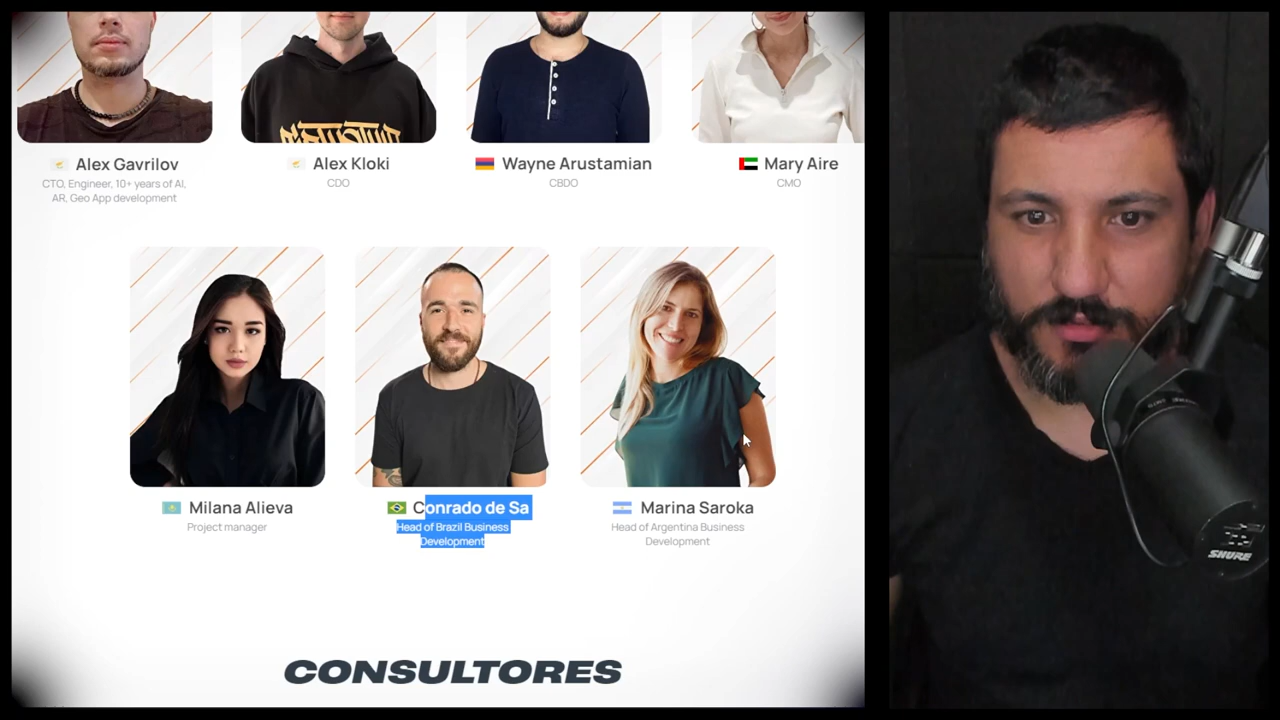 Alex Gavrilov
CTO, Engineer, 10+ years of AI,
AR, Geo App development
Alex Kloki
CDO
Wayne Arustamian
CBDO
Mary Aire
CMO
Milana Alieva
Project manager
Conrado de Sa
Head of Brazil Business
Development
Marina Saroka
Head of Argentina Business
Development
CONSULTORES
SHURE